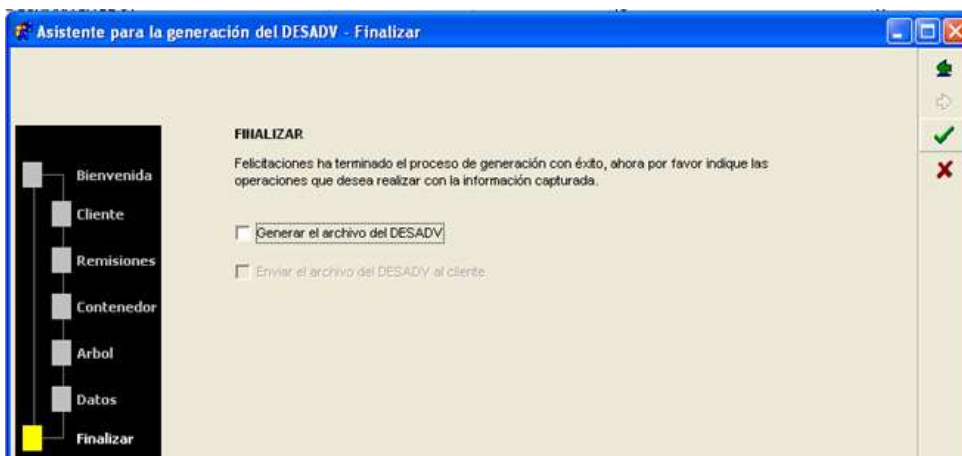 Asistente para la generación del DESADV - Finalizar
FINALIZAR
Felicitaciones ha terminado el proceso de generación con éxito, ahora por favor indique las
operaciones que desea realizar con la información capturada.
Bienvenida
Cliente
Generar el archivo del DESADV
Remisiones
Enviar el archivo del DESADV al cliente
Contenedor
Arbol
Datos
Finalizar